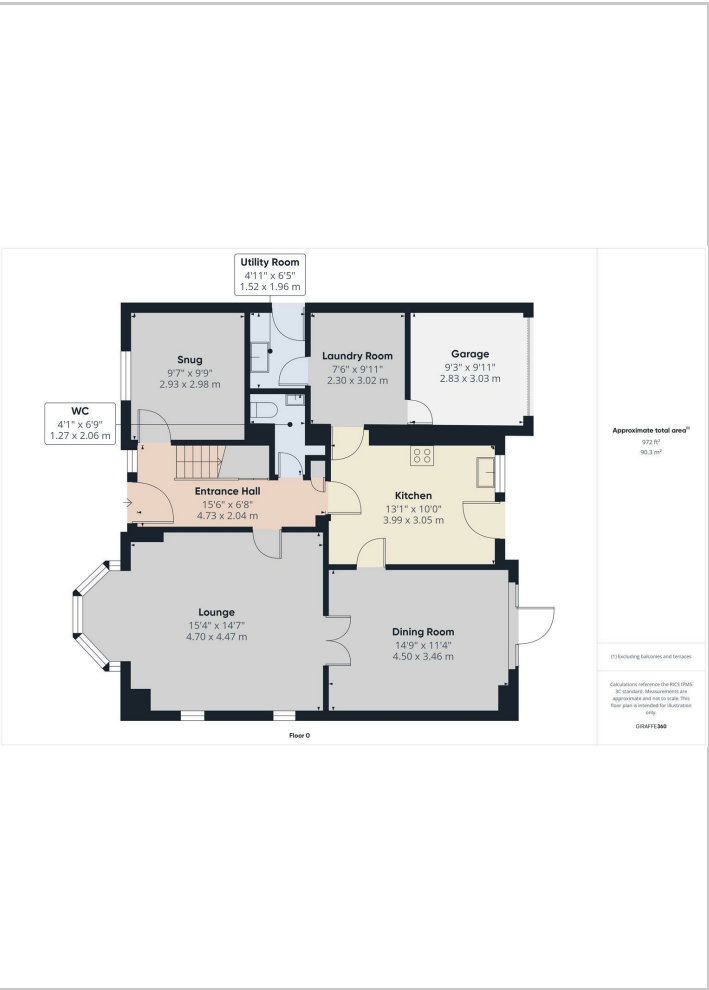 Utility Room
4'11" x 6'5"
1.52 x 1.96 m
Snug
9'7" x 9'9"
2.93 x 2.98 m
Laundry Room
7'6" x 9'11"
2.30 x 3.02 m
Garage
9'3" x 9'11"
2.83 x 3.03 m
WC
4'1" x 6'9"
1.27 x 2.06 m
Entrance Hall
15'6" x 6'8"
4.73 x 2.04 m
Kitchen
13'1" x 10'0"
3.99 x 3.05 m
Lounge
15'4" x 14'7"
4.70 x 4.47 m
Dining Room
14'9" x 11'4"
4.50 x 3.46 m
Floor 0
Approximate total area⁽¹⁾
972 ft²
90.3 m²
(1) Excluding balconies and terraces
Calculations reference the RICS IPMS
3C standard. Measurements are
approximate and not to scale. This
floor plan is intended for illustration
only.
GIRAFFE360